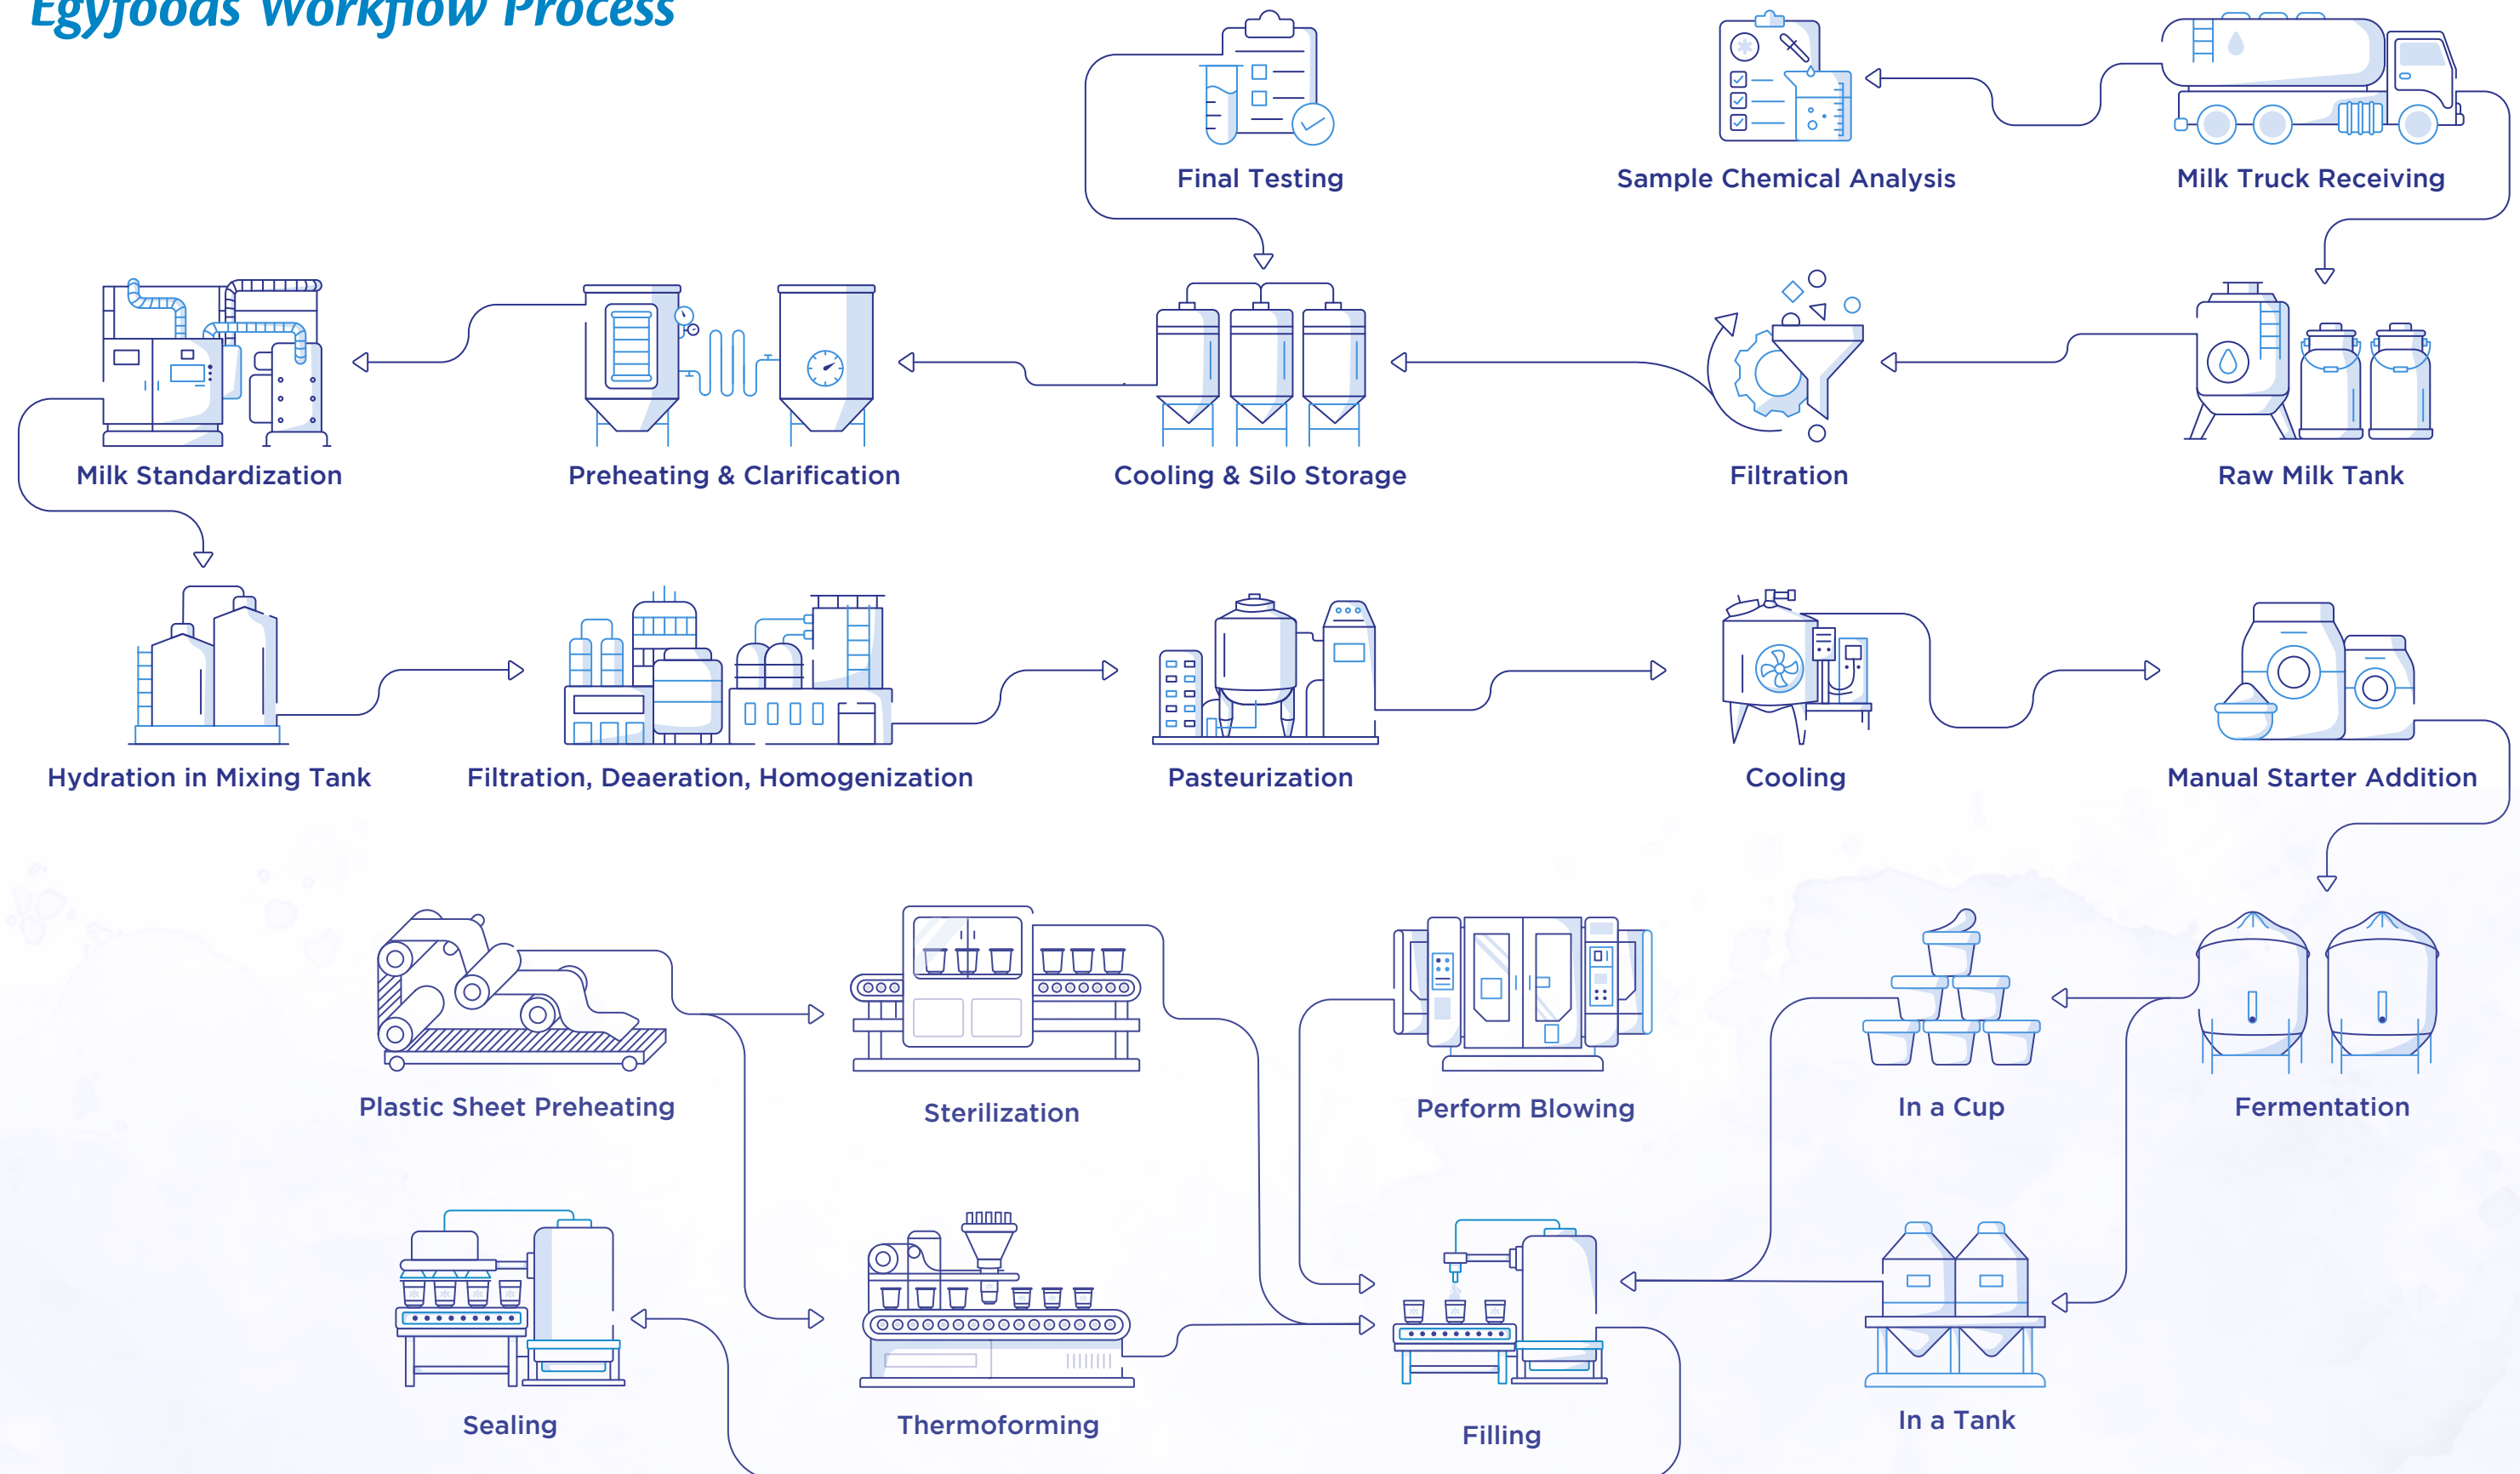 Egyfoods Workflow Process
Final Testing
Sample Chemical Analysis
Milk Truck Receiving
Milk Standardization
Preheating & Clarification
Cooling & Silo Storage
Filtration
Raw Milk Tank
Hydration in Mixing Tank
Filtration, Deaeration, Homogenization
Pasteurization
Cooling
Manual Starter Addition
Plastic Sheet Preheating
Sterilization
Perform Blowing
In a Cup
Fermentation
Sealing
Thermoforming
Filling
In a Tank